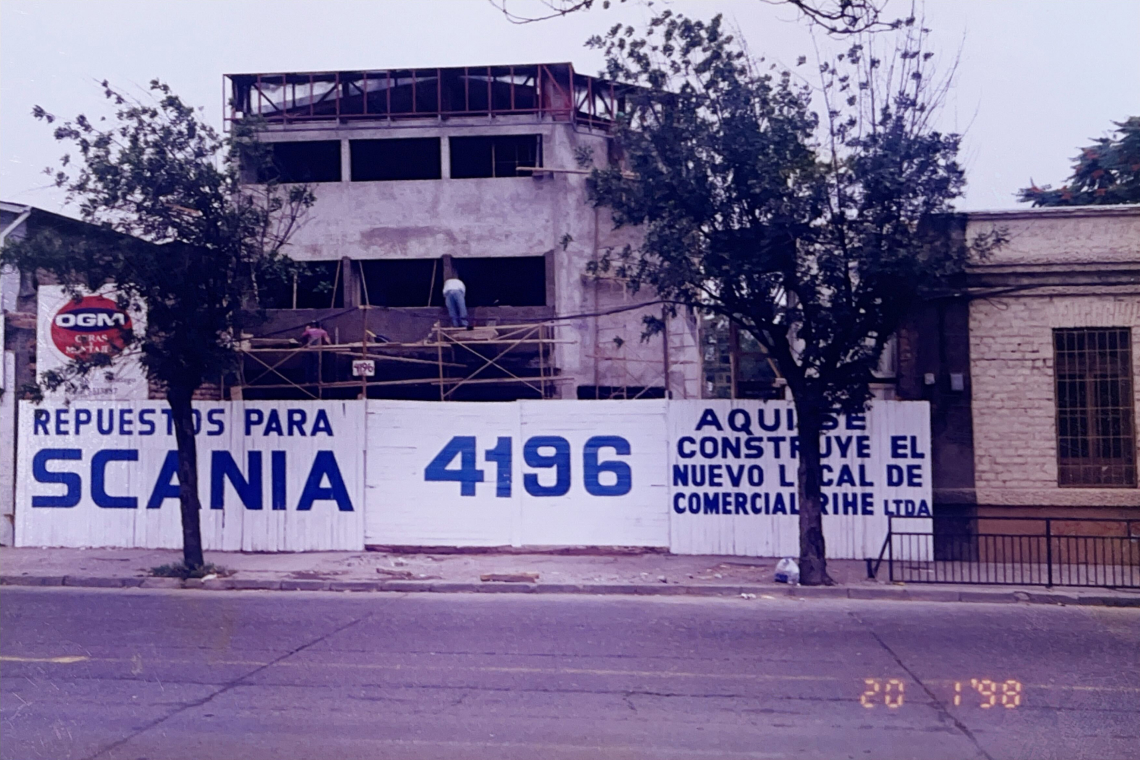 OGM
REPUESTOS PARA
SCANIA
4196
4196
AQUI SE
CONSTRUYE EL
NUEVO LOCAL DE
COMERCIAL RIHE LTDA
20 1'98